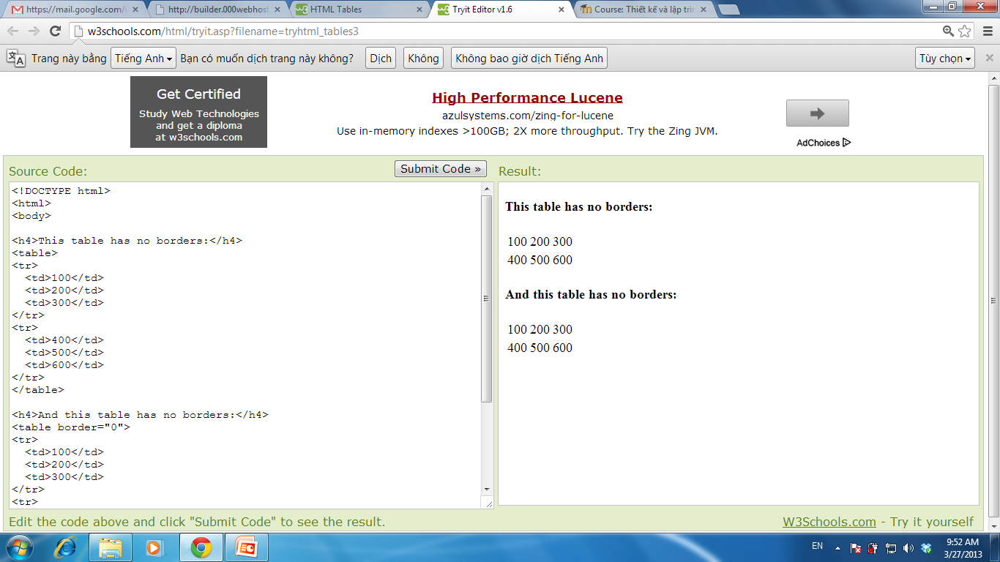 https://mail.google.com/
http://builder.000webhost
HTML Tables
Tryit Editor v1.6
Course: Thiết kế và lập trìn
w3schools.com/html/tryit.asp?filename=tryhtml_tables3
Trang này bằng Tiếng Anh Bạn có muốn dịch trang này không? Dịch Không Không bao giờ dịch Tiếng Anh Tùy chọn
Get Certified
Study Web Technologies
and get a diploma
at w3schools.com
High Performance Lucene
azulsystems.com/zing-for-lucene
Use in-memory indexes >100GB; 2X more throughput. Try the Zing JVM.
AdChoices
Source Code:
Submit Code »
<!DOCTYPE html>
<html>
<body>
<h4>This table has no borders:</h4>
<table>
<tr>
<td>100</td>
<td>200</td>
<td>300</td>
</tr>
<tr>
<td>400</td>
<td>500</td>
<td>600</td>
</tr>
</table>
<h4>And this table has no borders:</h4>
<table border="0">
<tr>
<td>100</td>
<td>200</td>
<td>300</td>
</tr>
<tr>
Result:
This table has no borders:
100 200 300
400 500 600
And this table has no borders:
100 200 300
400 500 600
Edit the code above and click "Submit Code" to see the result.
W3Schools.com - Try it yourself
EN
9:52 AM
3/27/2013